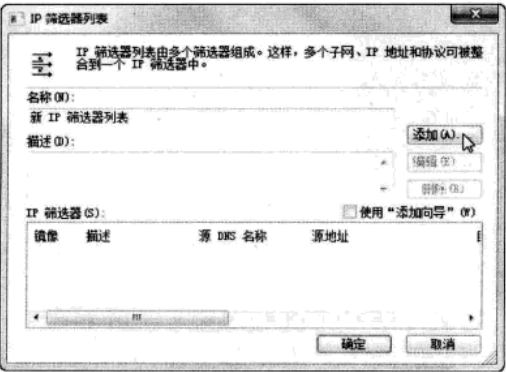 IP 筛选器列表
IP 筛选器列表由多个筛选器组成。这样，多个子网、IP 地址和协议可被整
合到一个 IP 筛选器中。
名称(N):
新 IP 筛选器列表
描述(D):
添加(A)...
编辑(E)...
删除(R)
IP 筛选器(S):
使用“添加向导”(W)
镜像 描述 源 DNS 名称 源地址
确定 取消